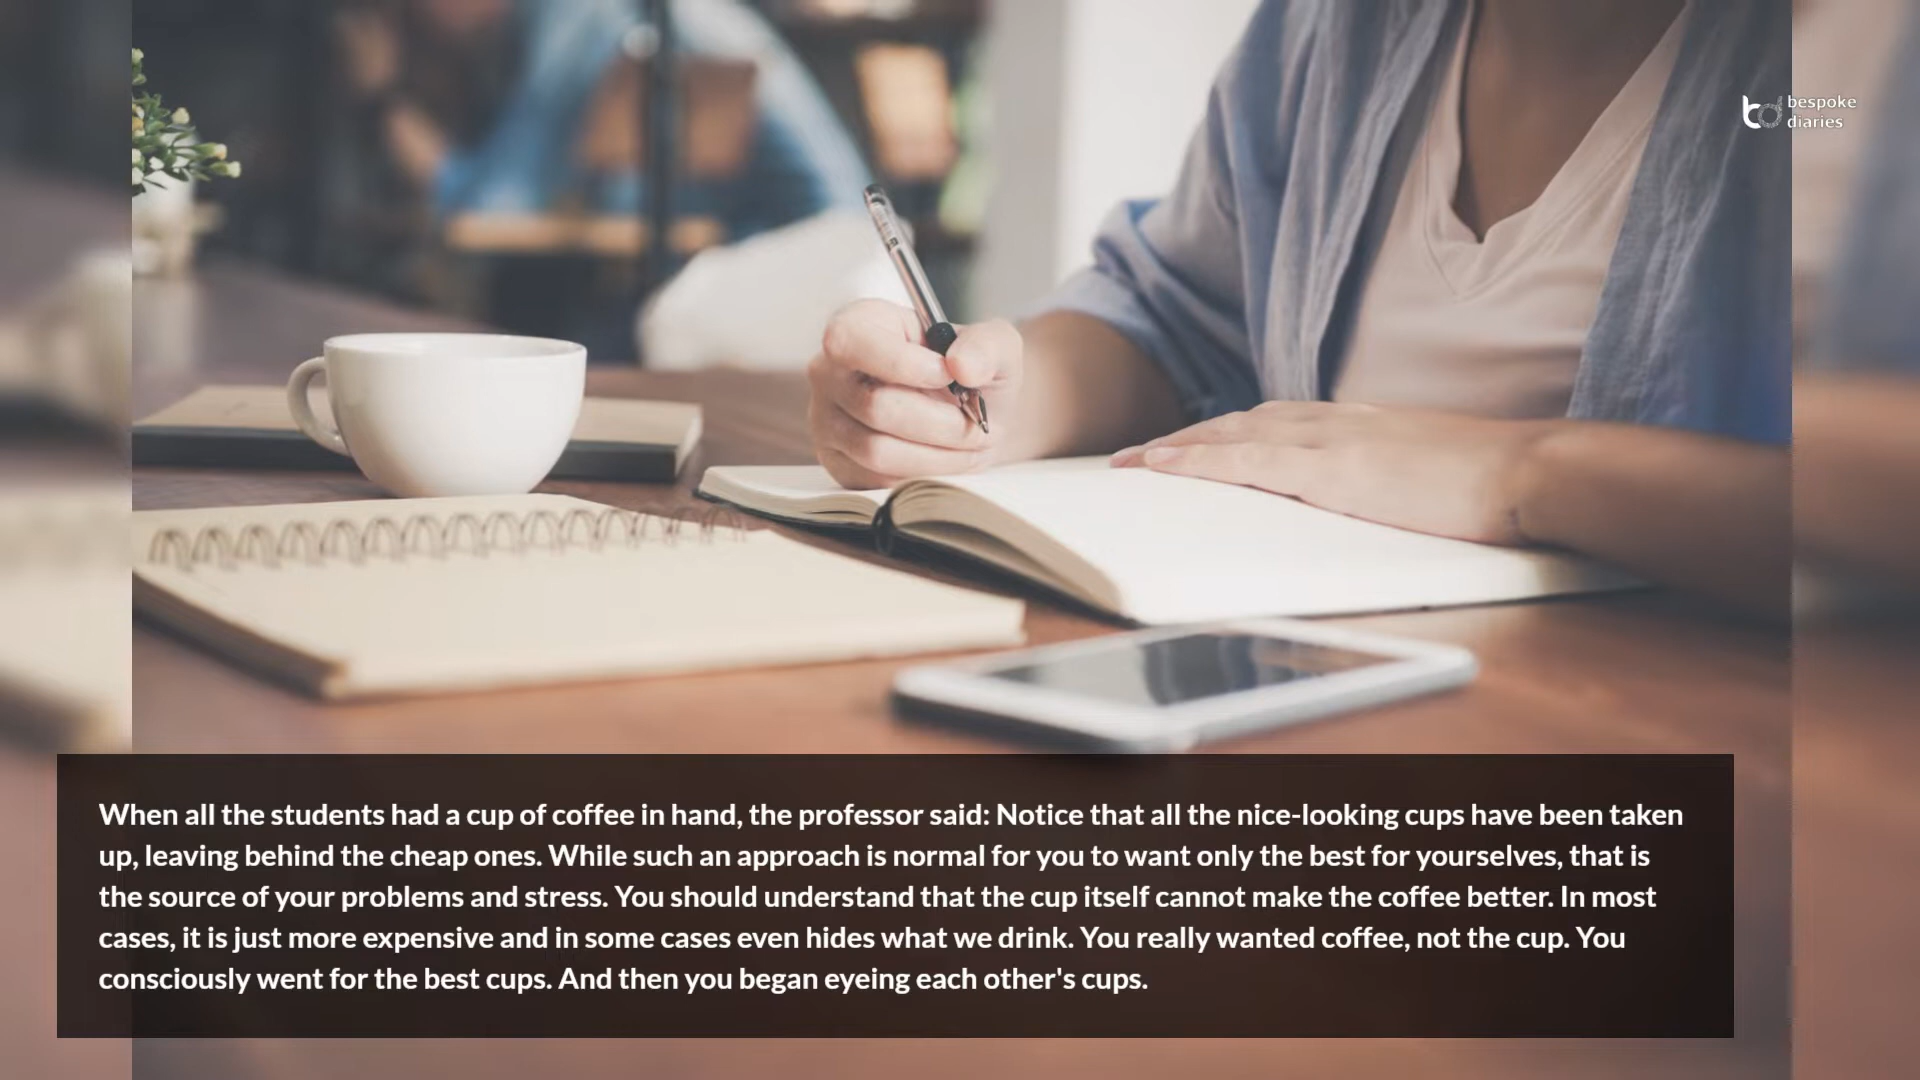 bespoke
diaries
When all the students had a cup of coffee in hand, the professor said: Notice that all the nice-looking cups have been taken
up, leaving behind the cheap ones. While such an approach is normal for you to want only the best for yourselves, that is
the source of your problems and stress. You should understand that the cup itself cannot make the coffee better. In most
cases, it is just more expensive and in some cases even hides what we drink. You really wanted coffee, not the cup. You
consciously went for the best cups. And then you began eyeing each other's cups.